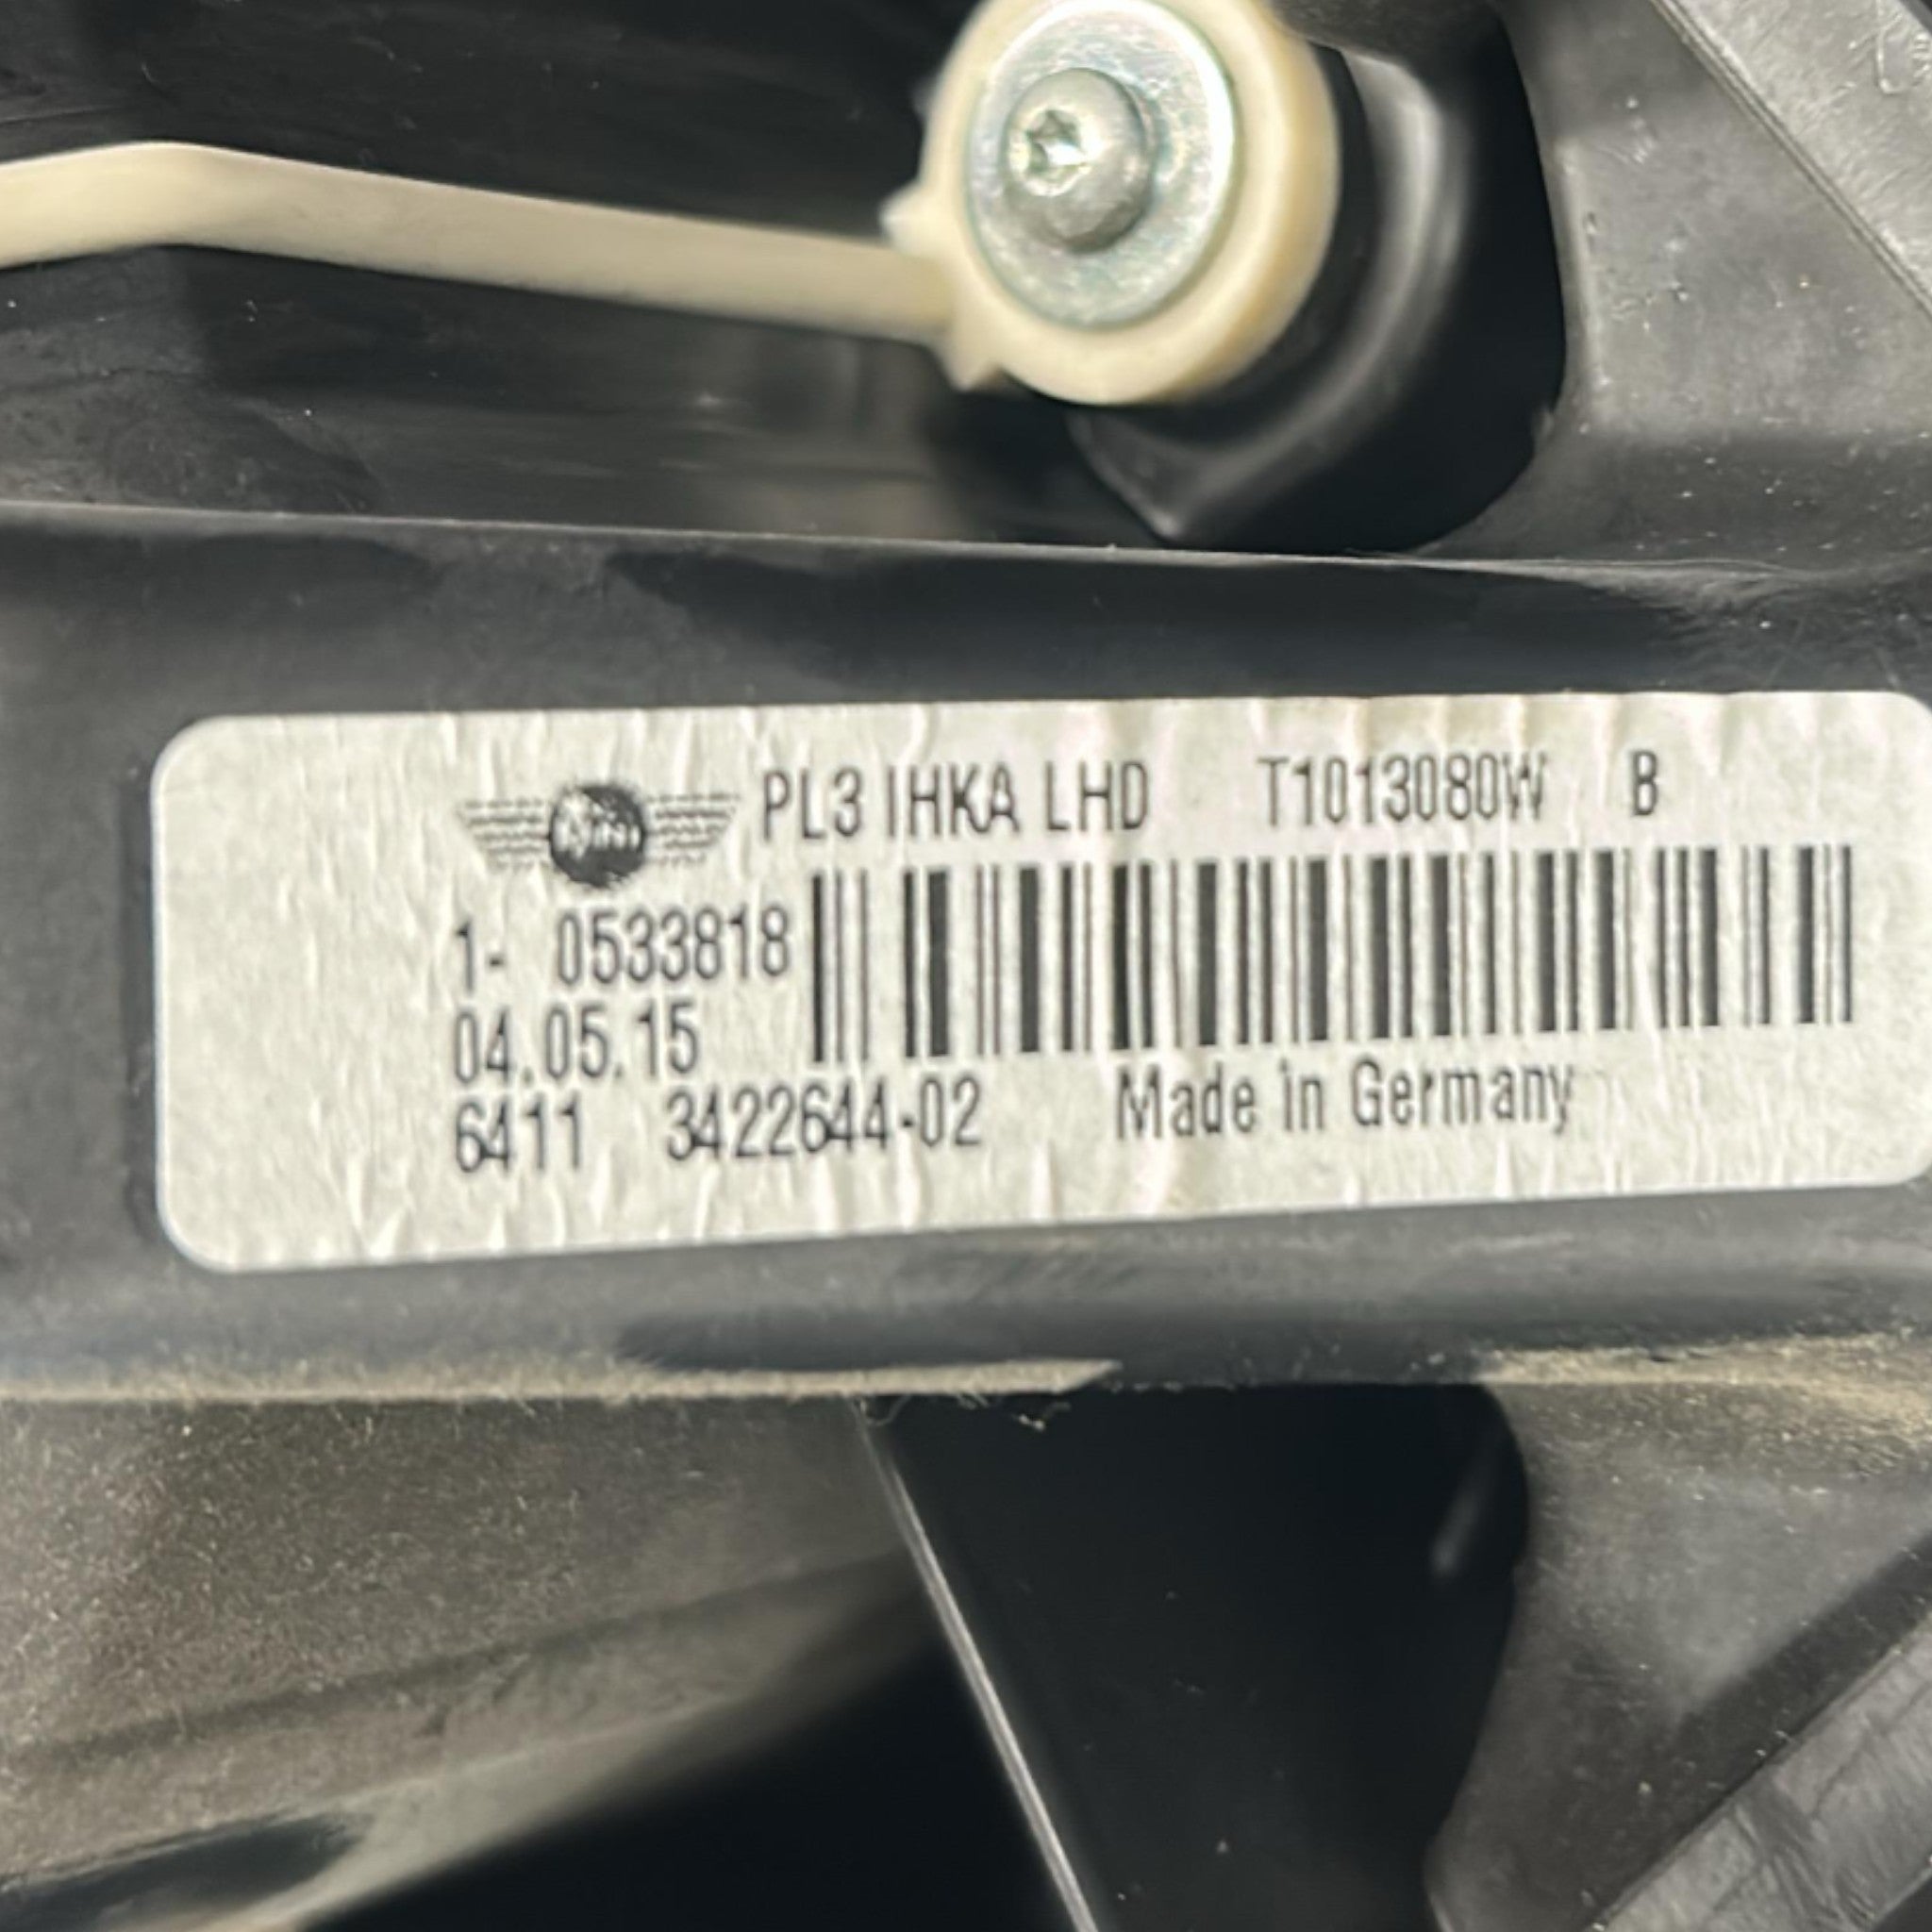 PL3 IHKA LHD T1013080W B
1- 0533818
04.05.15
6411 3422644-02 Made in Germany